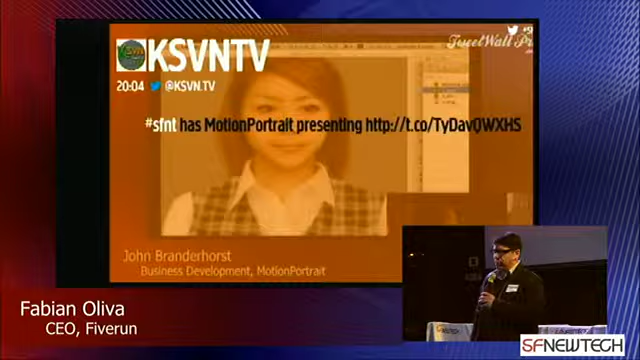 TweetWall Pr
KSVNTV
20:04 @KSVN.TV
#sfnt has MotionPortrait presenting http://t.co/TyDavQWXHS
John Branderhorst
Business Development, MotionPortrait
Fabian Oliva
CEO, Fiverun
SFNEWTECH